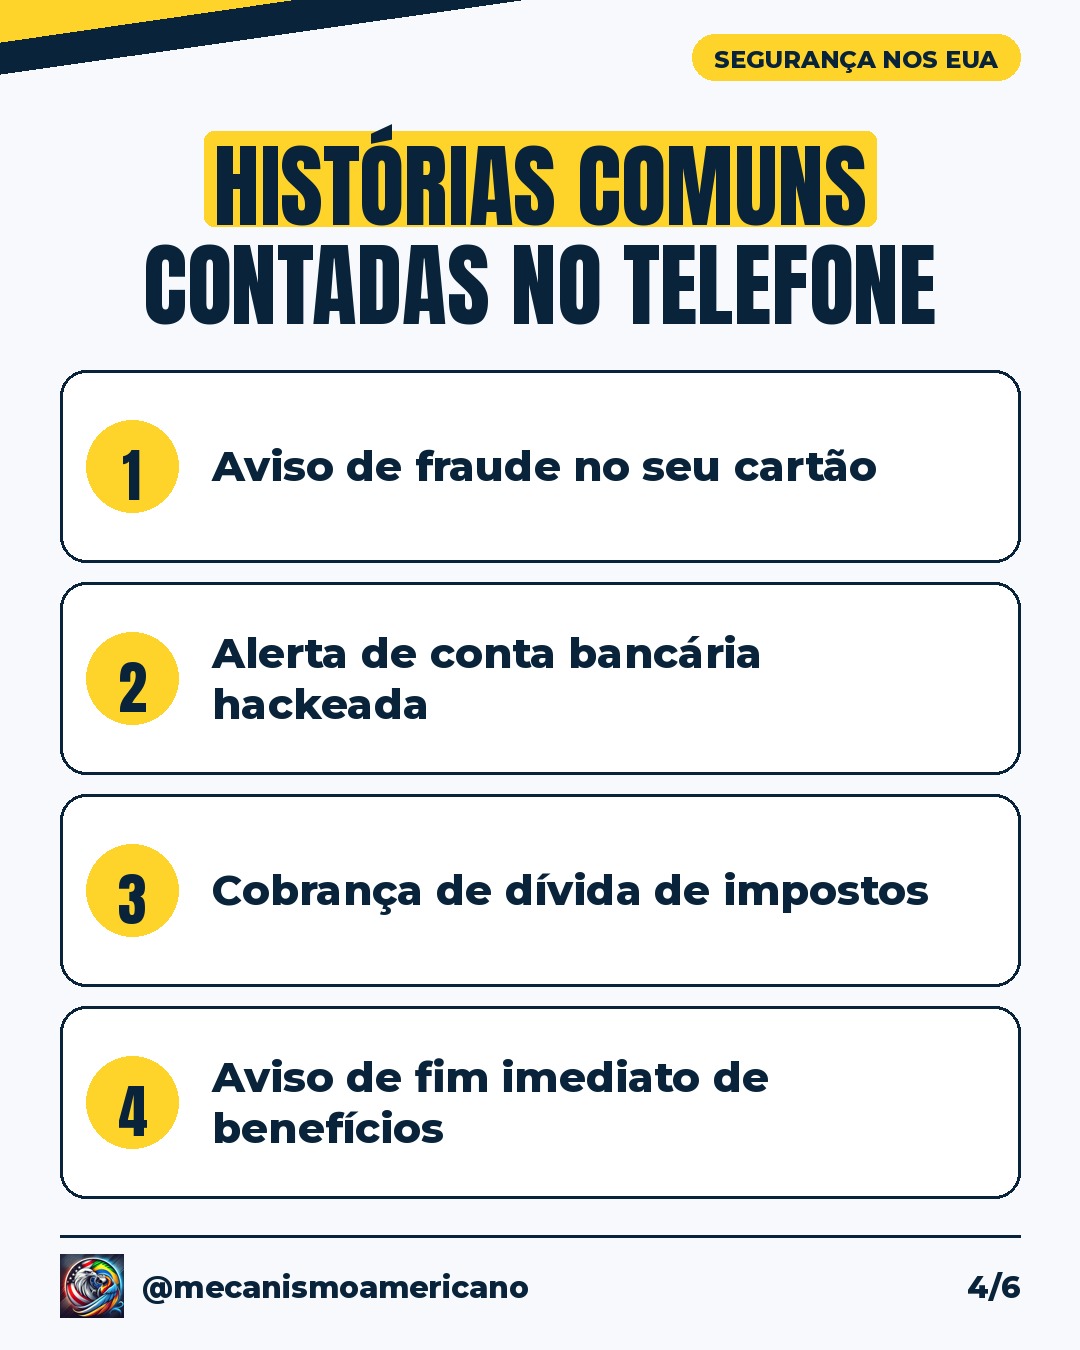 SEGURANÇA NOS EUA
HISTÓRIAS COMUNS
CONTADAS NO TELEFONE
1
Aviso de fraude no seu cartão
2
Alerta de conta bancária
hackeada
3
Cobrança de dívida de impostos
4
Aviso de fim imediato de
benefícios
@mecanismoamericano
4/6